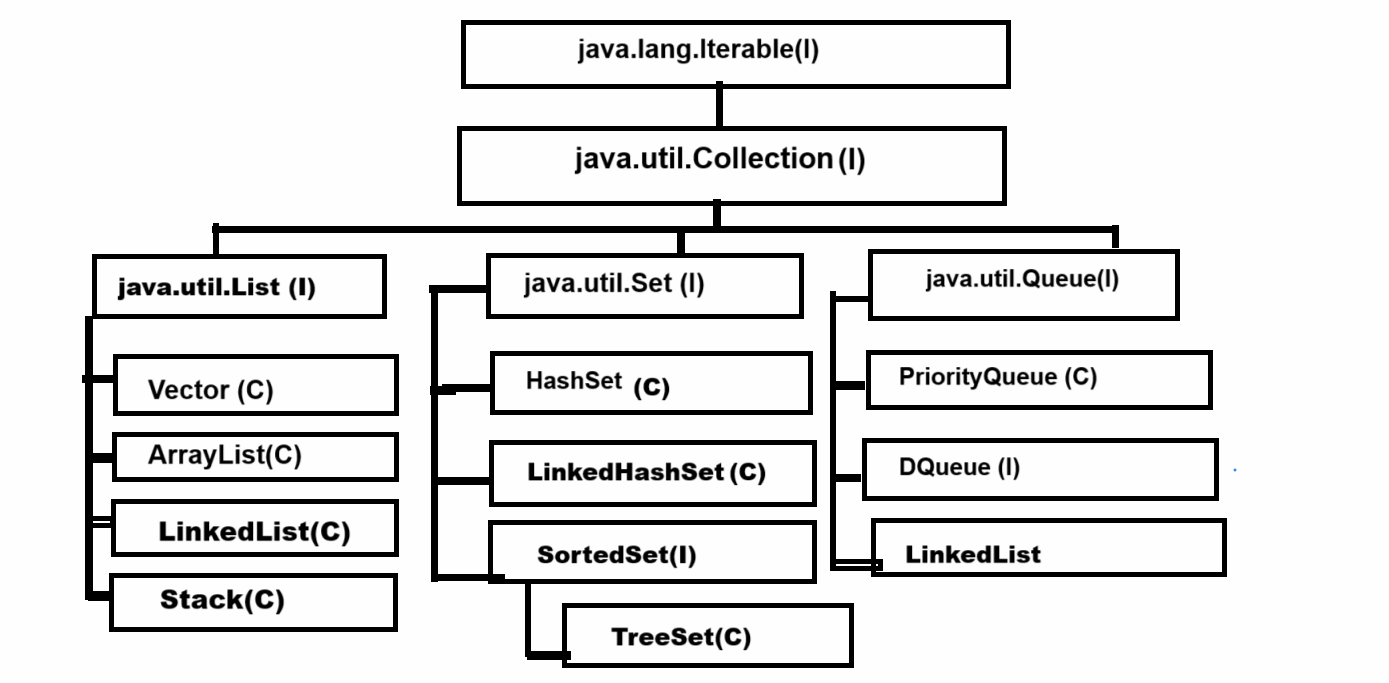 java.lang.Iterable(I)
java.util.Collection (I)
java.util.List (I)
Vector (C)
ArrayList(C)
LinkedList(C)
Stack(C)
java.util.Set (I)
HashSet (C)
LinkedHashSet (C)
SortedSet(I)
TreeSet(C)
java.util.Queue(I)
PriorityQueue (C)
DQueue (I)
LinkedList